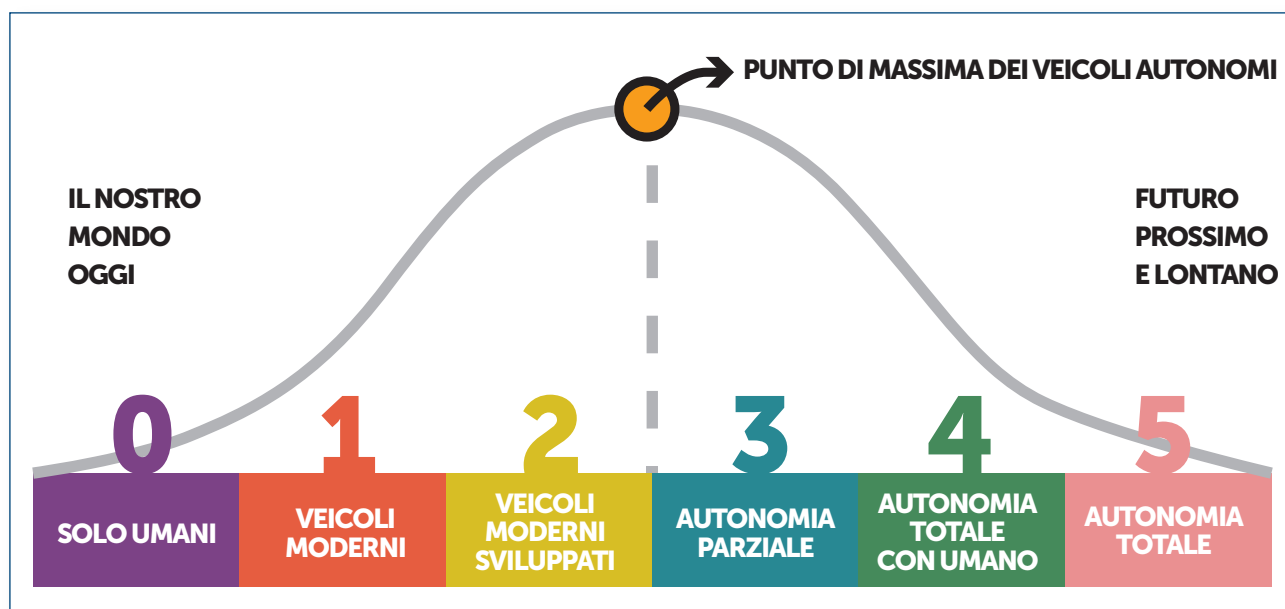 PUNTO DI MASSIMA DEI VEICOLI AUTONOMI
IL NOSTRO
MONDO
OGGI
FUTURO
PROSSIMO
E LONTANO
0
1
2
3
4
5
SOLO UMANI
VEICOLI
MODERNI
VEICOLI
MODERNI
SVILUPPATI
AUTONOMIA
PARZIALE
AUTONOMIA
TOTALE
CON UMANO
AUTONOMIA
TOTALE